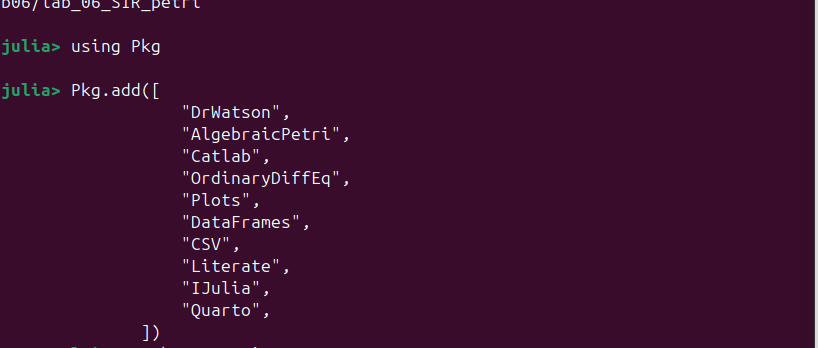 b06/lab_06_SIR_petri
julia> using Pkg
julia> Pkg.add([
"DrWatson",
"AlgebraicPetri",
"Catlab",
"OrdinaryDiffEq",
"Plots",
"DataFrames",
"CSV",
"Literate",
"IJulia",
"Quarto",
])